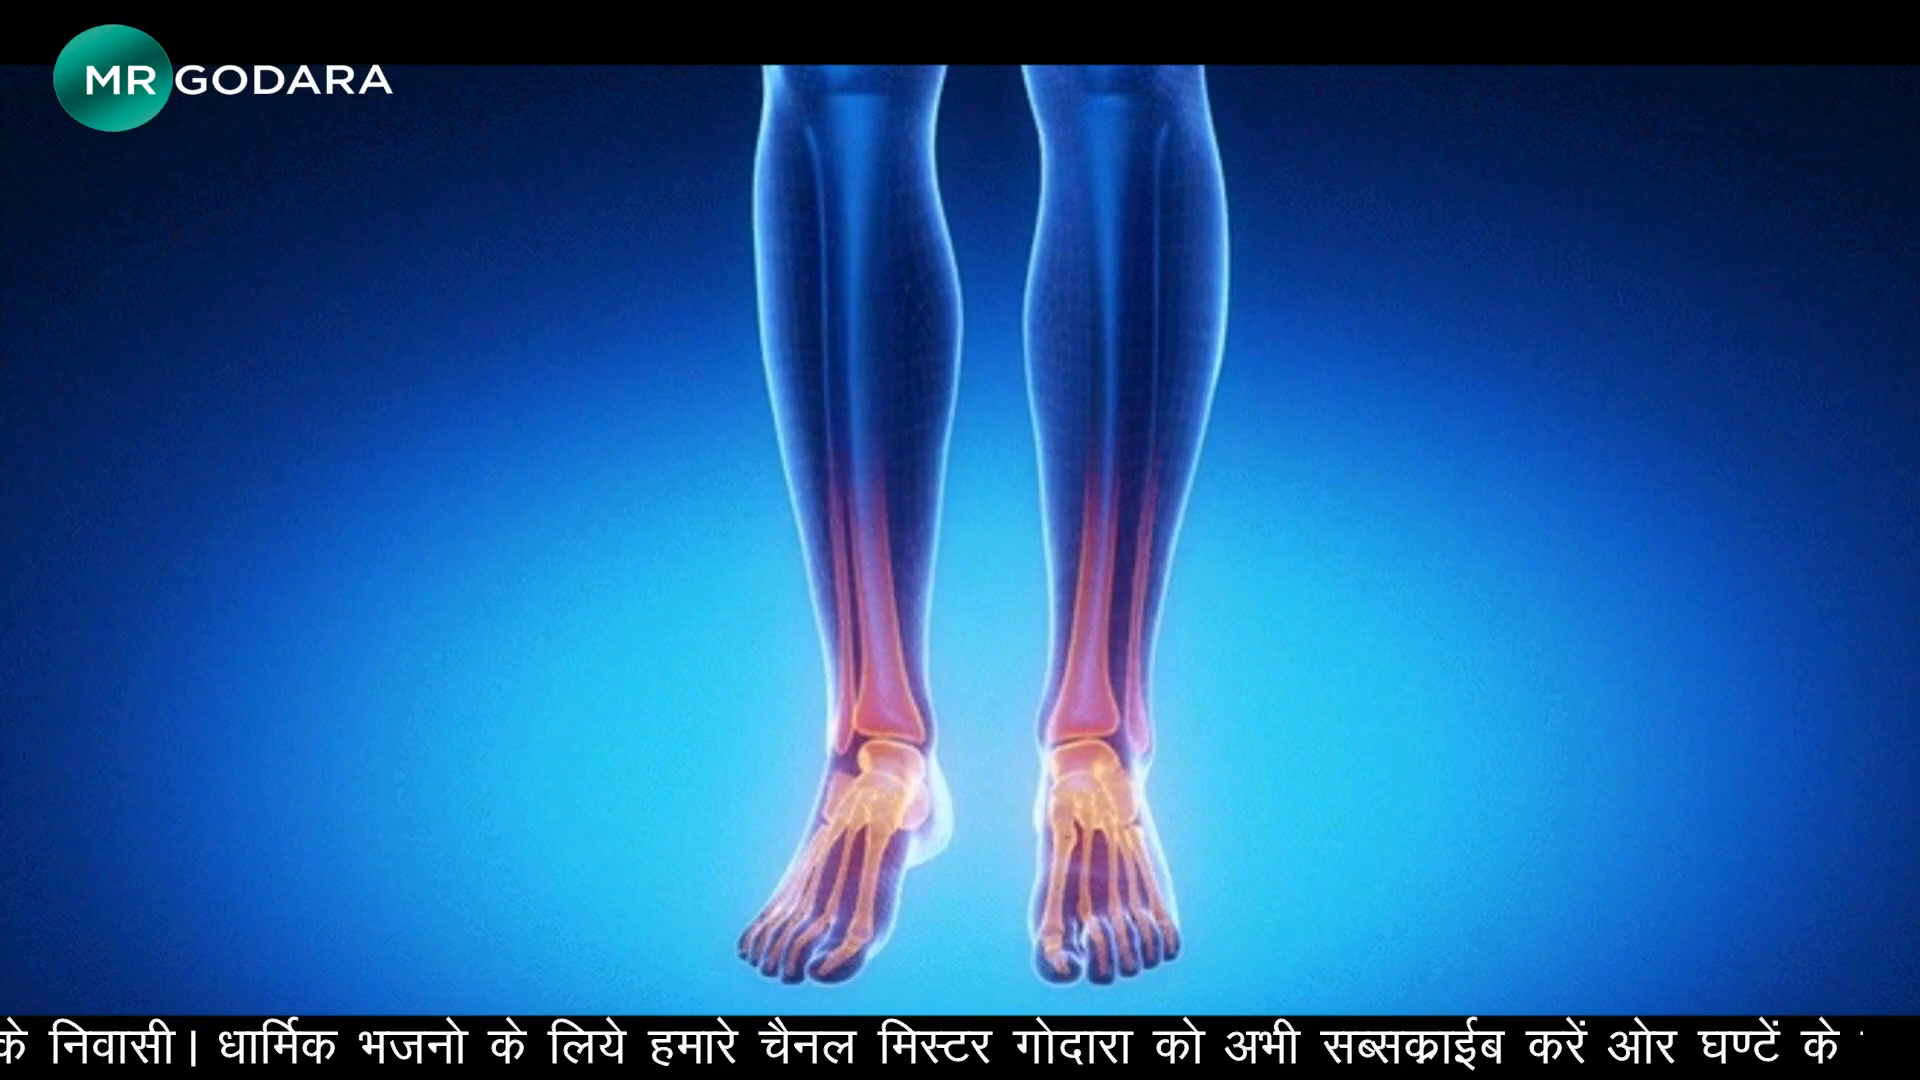 MR GODARA
के निवासी | धार्मिक भजनो के लिये हमारे चैनल मिस्टर गोदारा को अभी सब्सक्राईब करें ओर घण्टें के